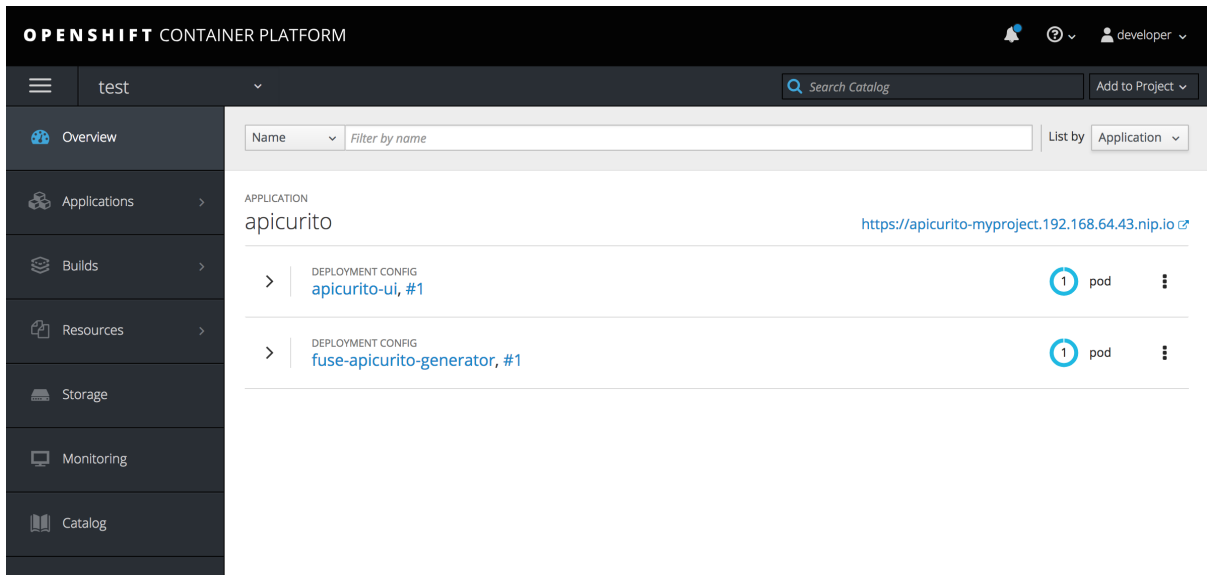 OPENSHIFT CONTAINER PLATFORM
developer
test
Search Catalog
Add to Project
Overview
Applications
Builds
Resources
Storage
Monitoring
Catalog
Name
Filter by name
List by
Application
APPLICATION
apicurito
https://apicurito-myproject.192.168.64.43.nip.io
DEPLOYMENT CONFIG
apicurito-ui, #1
1 pod
DEPLOYMENT CONFIG
fuse-apicurito-generator, #1
1 pod